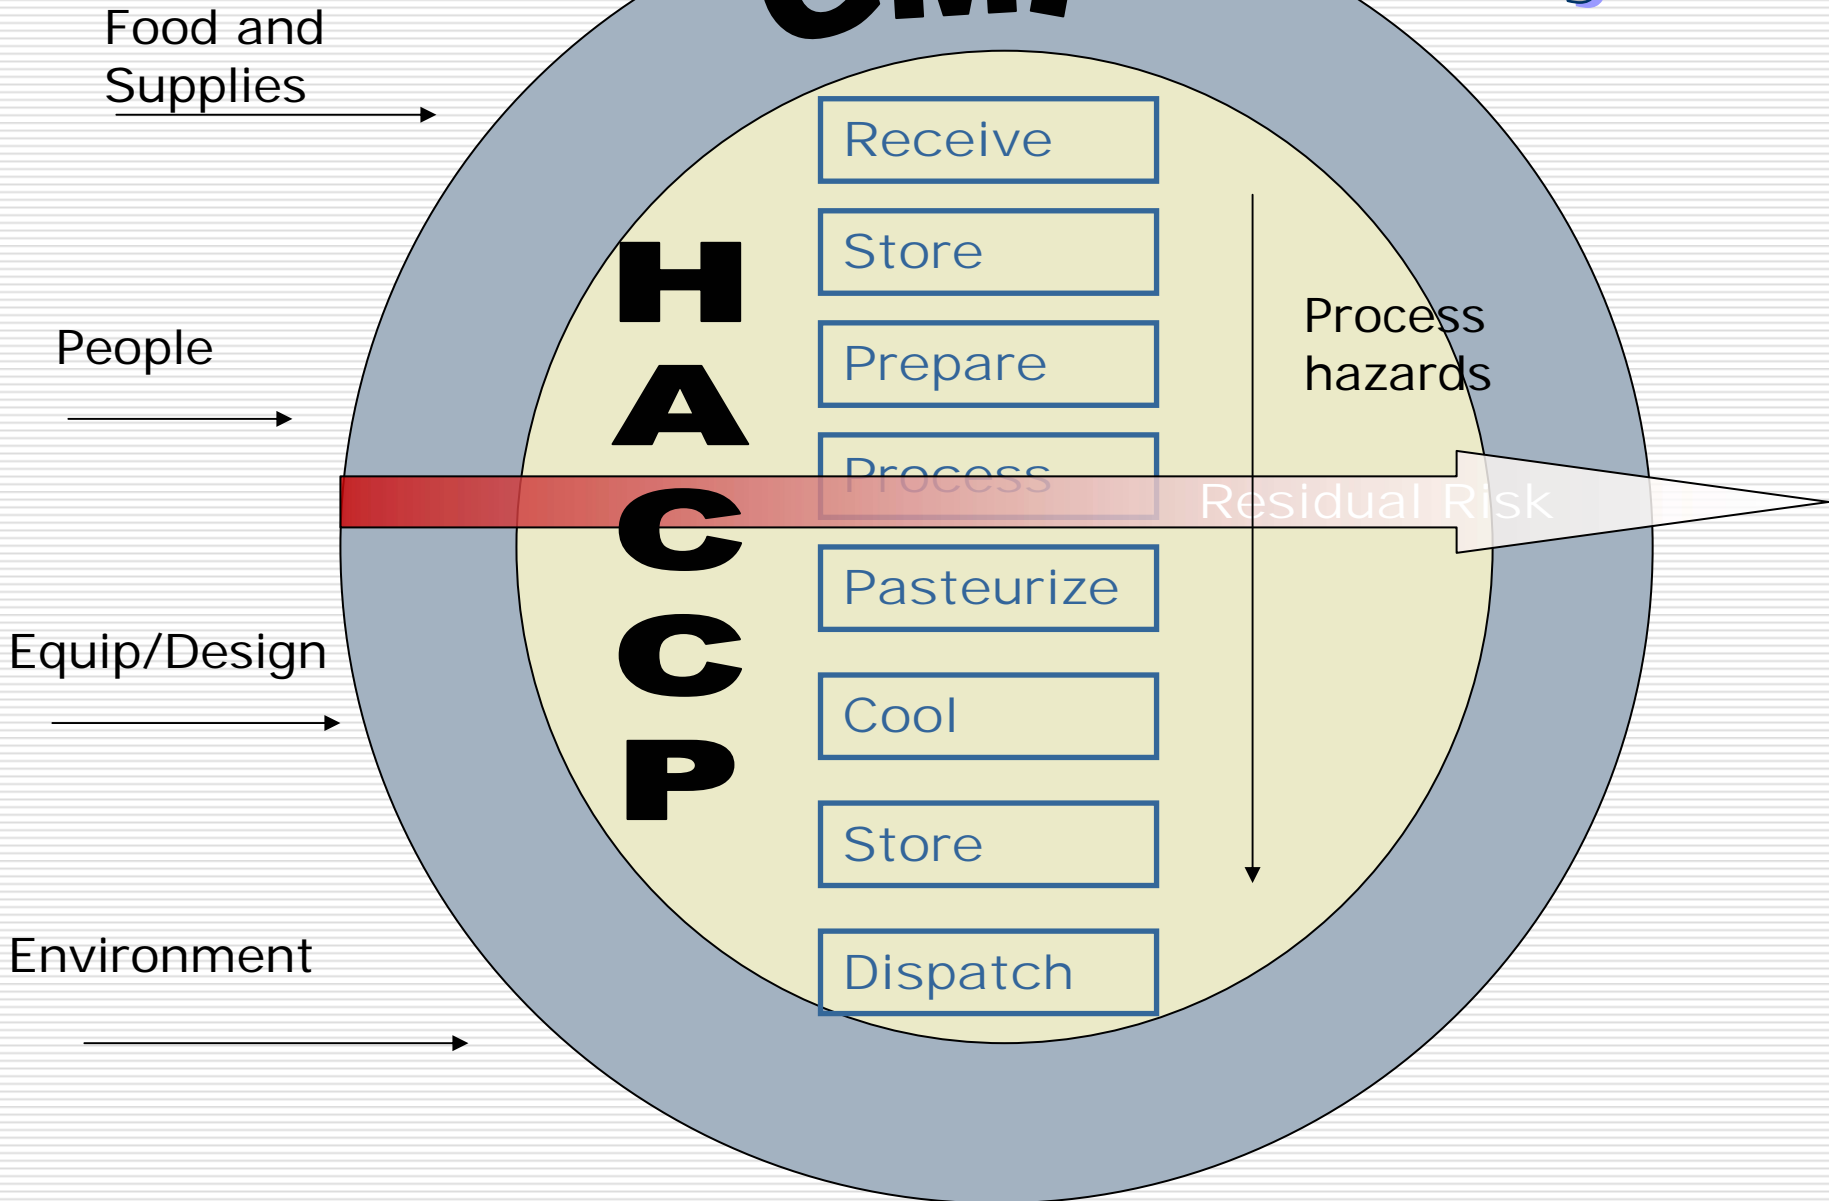 Food and
Supplies
People
Equip/Design
Environment
H
A
C
C
P
Receive
Store
Prepare
Process
Pasteurize
Cool
Store
Dispatch
Process
hazards
Residual Risk